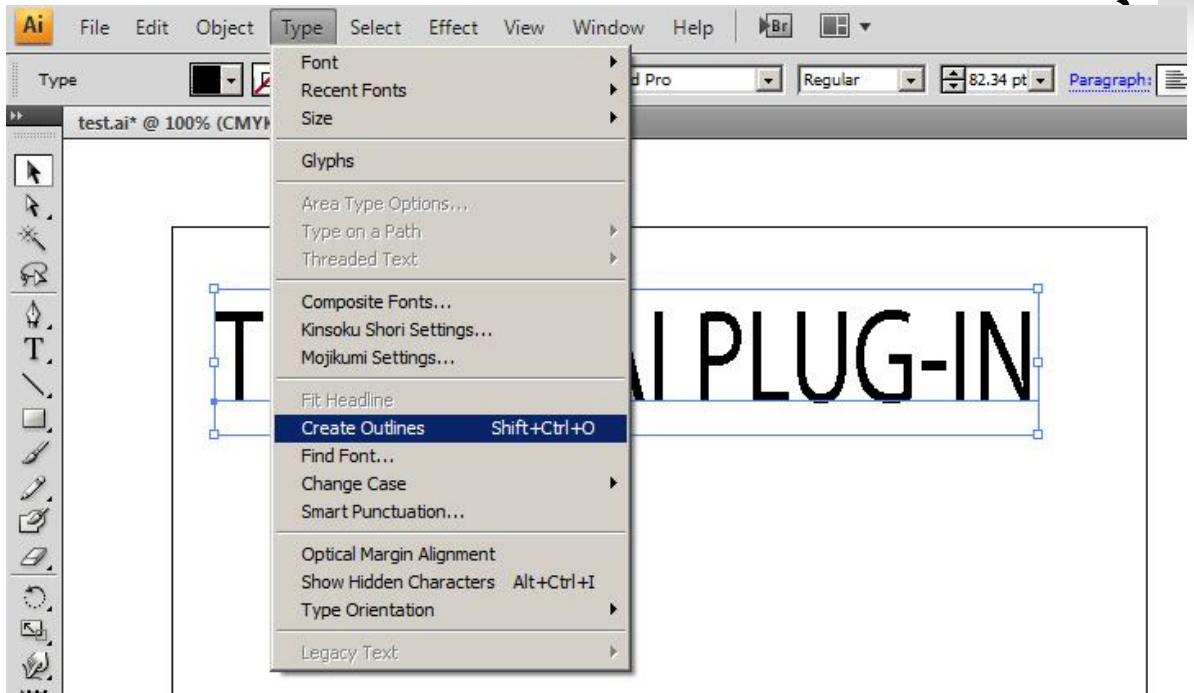 Ai File Edit Object Type Select Effect View Window Help Br
Type d Pro Regular 82.34 pt Paragraph:
test.ai* @ 100% (CMYK
Font
Recent Fonts
Size
Glyphs
Area Type Options...
Type on a Path
Threaded Text
Composite Fonts...
Kinsoku Shori Settings...
Mojikumi Settings...
Fit Headline
Create Outlines Shift+Ctrl+O
Find Font...
Change Case
Smart Punctuation...
Optical Margin Alignment
Show Hidden Characters Alt+Ctrl+I
Type Orientation
Legacy Text
T AI PLUG-IN
T